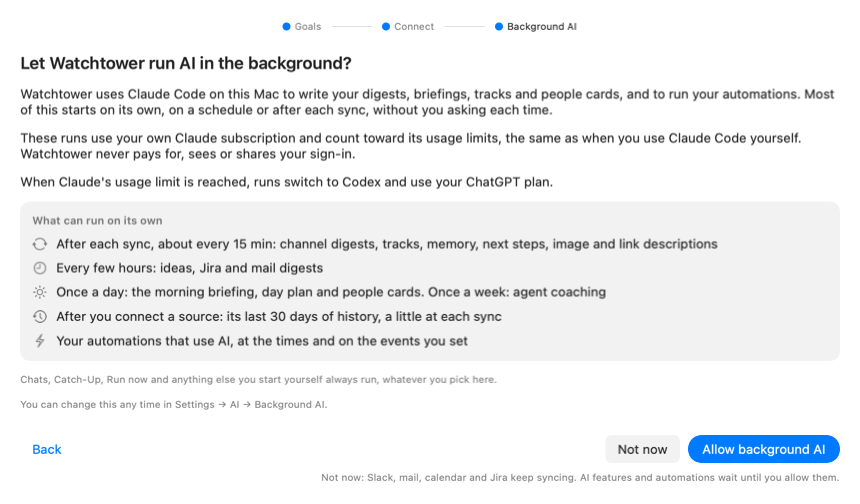 Goals
Connect
Background AI
Let Watchtower run AI in the background?
Watchtower uses Claude Code on this Mac to write your digests, briefings, tracks and people cards, and to run your automations. Most
of this starts on its own, on a schedule or after each sync, without you asking each time.
These runs use your own Claude subscription and count toward its usage limits, the same as when you use Claude Code yourself.
Watchtower never pays for, sees or shares your sign-in.
When Claude's usage limit is reached, runs switch to Codex and use your ChatGPT plan.
What can run on its own
After each sync, about every 15 min: channel digests, tracks, memory, next steps, image and link descriptions
Every few hours: ideas, Jira and mail digests
Once a day: the morning briefing, day plan and people cards. Once a week: agent coaching
After you connect a source: its last 30 days of history, a little at each sync
Your automations that use AI, at the times and on the events you set
Chats, Catch-Up, Run now and anything else you start yourself always run, whatever you pick here.
You can change this any time in Settings → AI → Background AI.
Back
Not now
Allow background AI
Not now: Slack, mail, calendar and Jira keep syncing. AI features and automations wait until you allow them.